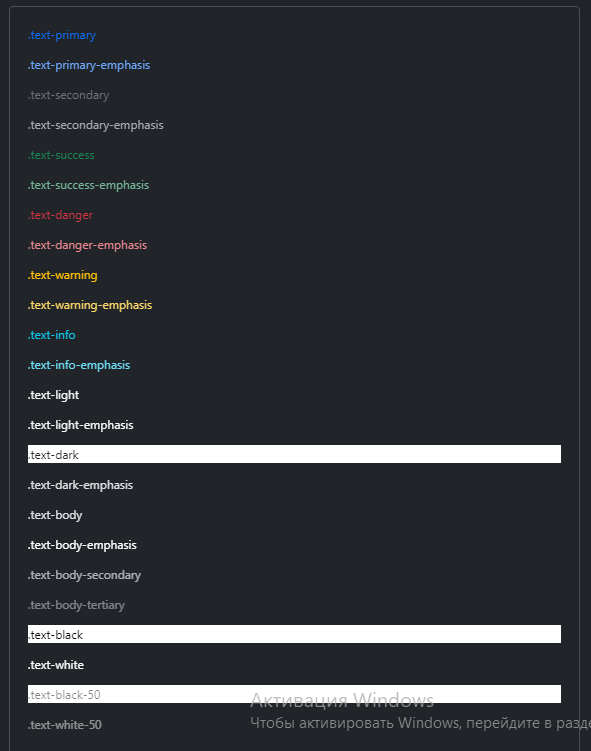 .text-primary
.text-primary-emphasis
.text-secondary
.text-secondary-emphasis
.text-success
.text-success-emphasis
.text-danger
.text-danger-emphasis
.text-warning
.text-warning-emphasis
.text-info
.text-info-emphasis
.text-light
.text-light-emphasis
.text-dark
.text-dark-emphasis
.text-body
.text-body-emphasis
.text-body-secondary
.text-body-tertiary
.text-black
.text-white
.text-black-50
Активация Windows
.text-white-50
Чтобы активировать Windows, перейдите в разде